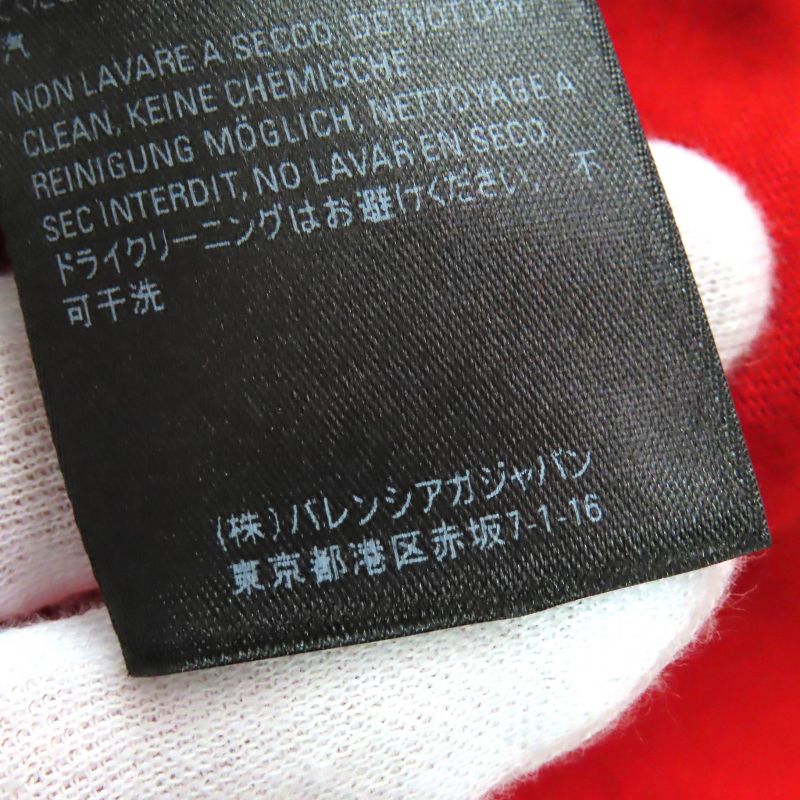 汽
NON LAVARE A SECCO, DO NOT DRY
CLEAN, KEINE CHEMISCHE
REINIGUNG MÖGLICH, NETTOYAGE A
SEC INTERDIT, NO LAVAR EN SECO,
ドライクリーニングはお避けください、 不
可干洗
(株)バレンシアガジャパン
東京都港区赤坂7-1-16